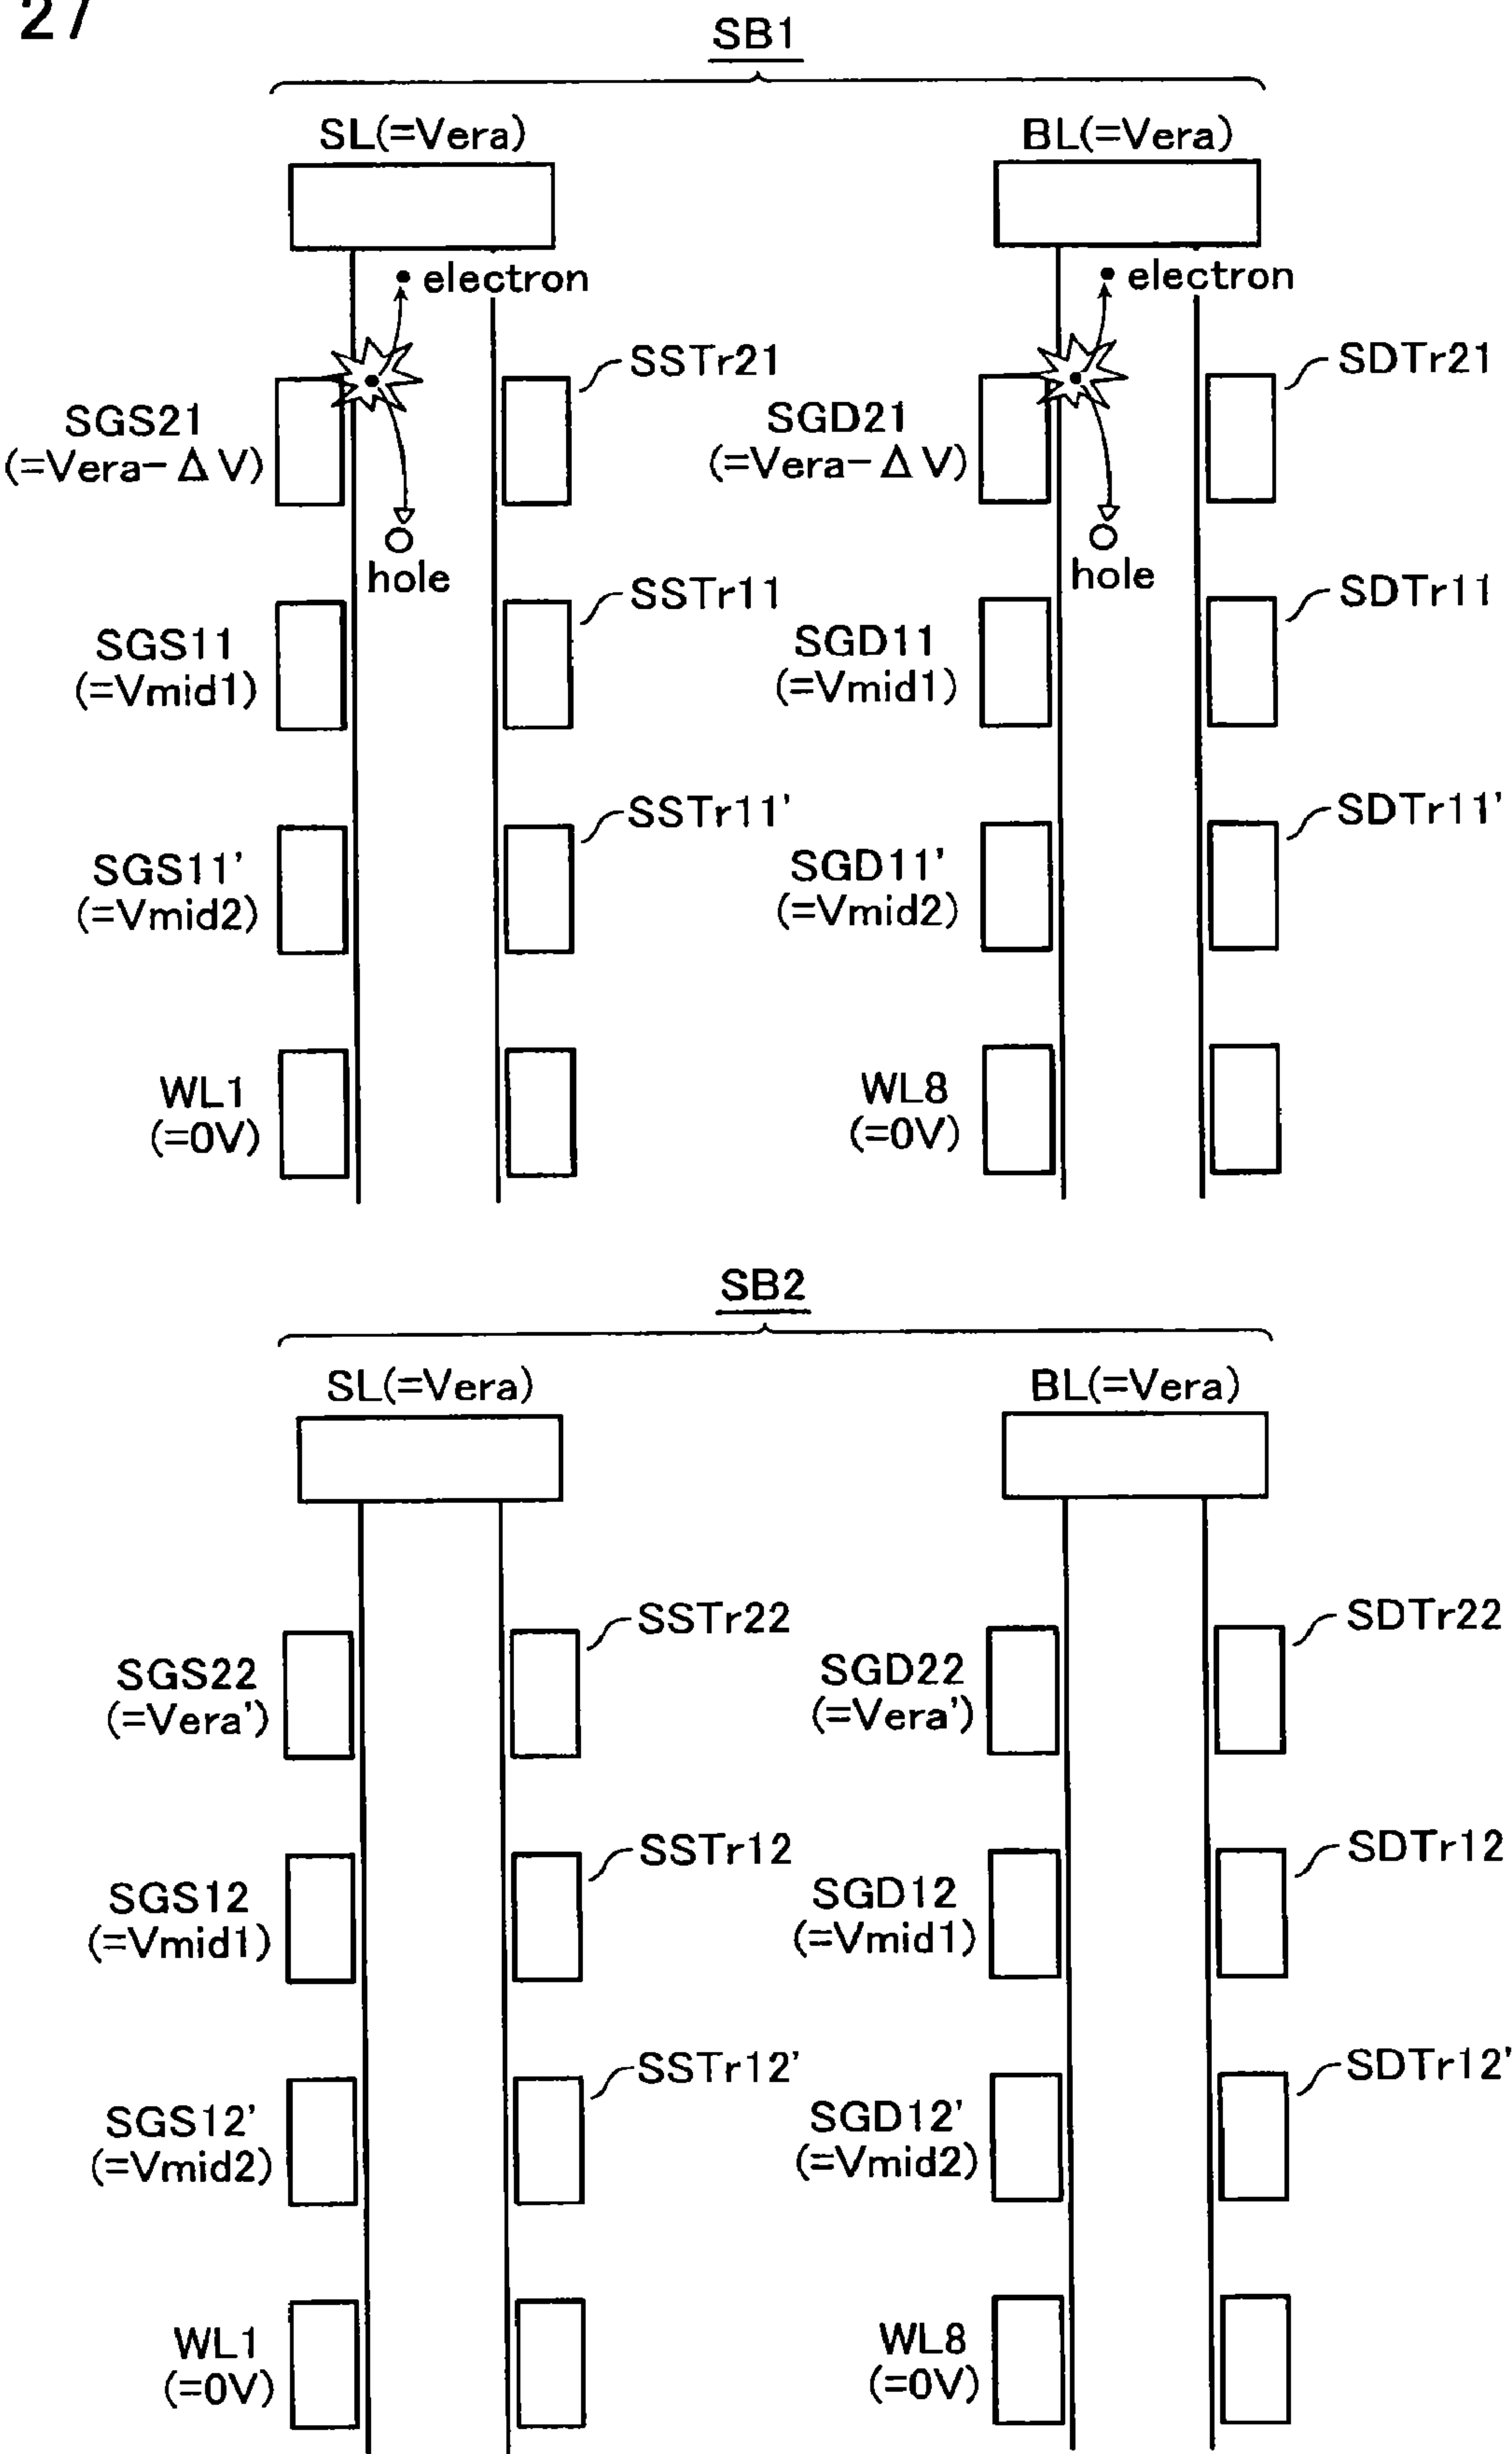 27
SB1
SL(=Vera)
BL(=Vera)
electron
electron
SSTr21
SDTr21
SGS21
(=Vera-ΔV)
SGD21
(=Vera-ΔV)
hole
hole
SSTr11
SDTr11
SGS11
(=Vmid1)
SGD11
(=Vmid1)
SSTr11'
SDTr11'
SGS11'
(=Vmid2)
SGD11'
(=Vmid2)
WL1
(=0V)
WL8
(=0V)
SB2
SL(=Vera)
BL(=Vera)
SSTr22
SDTr22
SGS22
(=Vera')
SGD22
(=Vera')
SSTr12
SDTr12
SGS12
(=Vmid1)
SGD12
(=Vmid1)
SSTr12'
SDTr12'
SGS12'
(=Vmid2)
SGD12'
(=Vmid2)
WL1
(=0V)
WL8
(=0V)